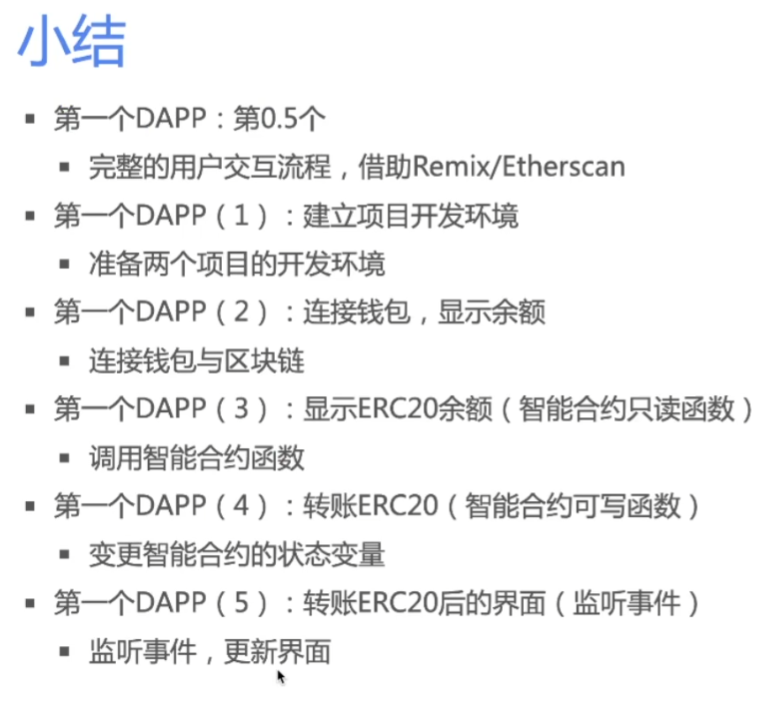 小结
▪ 第一个DAPP：第0.5个
▪ 完整的用户交互流程，借助Remix/Etherscan
▪ 第一个DAPP（1）：建立项目开发环境
▪ 准备两个项目的开发环境
▪ 第一个DAPP（2）：连接钱包，显示余额
▪ 连接钱包与区块链
▪ 第一个DAPP（3）：显示ERC20余额（智能合约只读函数）
▪ 调用智能合约函数
▪ 第一个DAPP（4）：转账ERC20（智能合约可写函数）
▪ 变更智能合约的状态变量
▪ 第一个DAPP（5）：转账ERC20后的界面（监听事件）
▪ 监听事件，更新界面